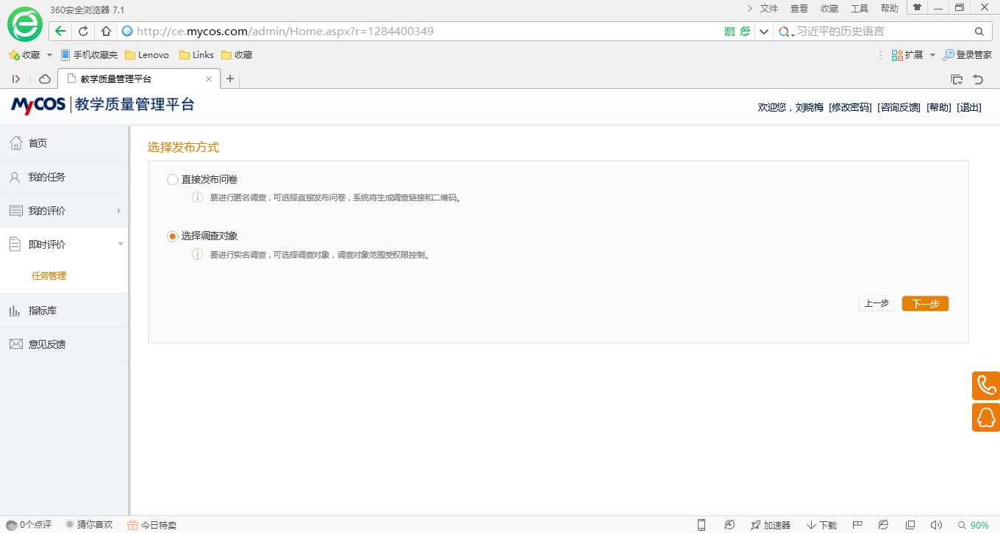 360安全浏览器 7.1
文件 查看 收藏 工具 帮助
http://ce.mycos.com/admin/Home.aspx?r=1284400349
习近平的历史语言
收藏 手机收藏夹 Lenovo Links 收藏
扩展 登录管家
教学质量管理平台
MyCOS 教学质量管理平台
欢迎您，刘晓梅 [修改密码] [咨询反馈] [帮助] [退出]
首页
我的任务
我的评价
即时评价
任务管理
指标库
意见反馈
选择发布方式
直接发布问卷
要进行匿名调查，可选择直接发布问卷，系统将生成调查链接和二维码。
选择调查对象
要进行实名调查，可选择调查对象，调查对象范围受权限控制。
上一步 下一步
0个点评 猜你喜欢 今日特卖
加速器 下载 90%